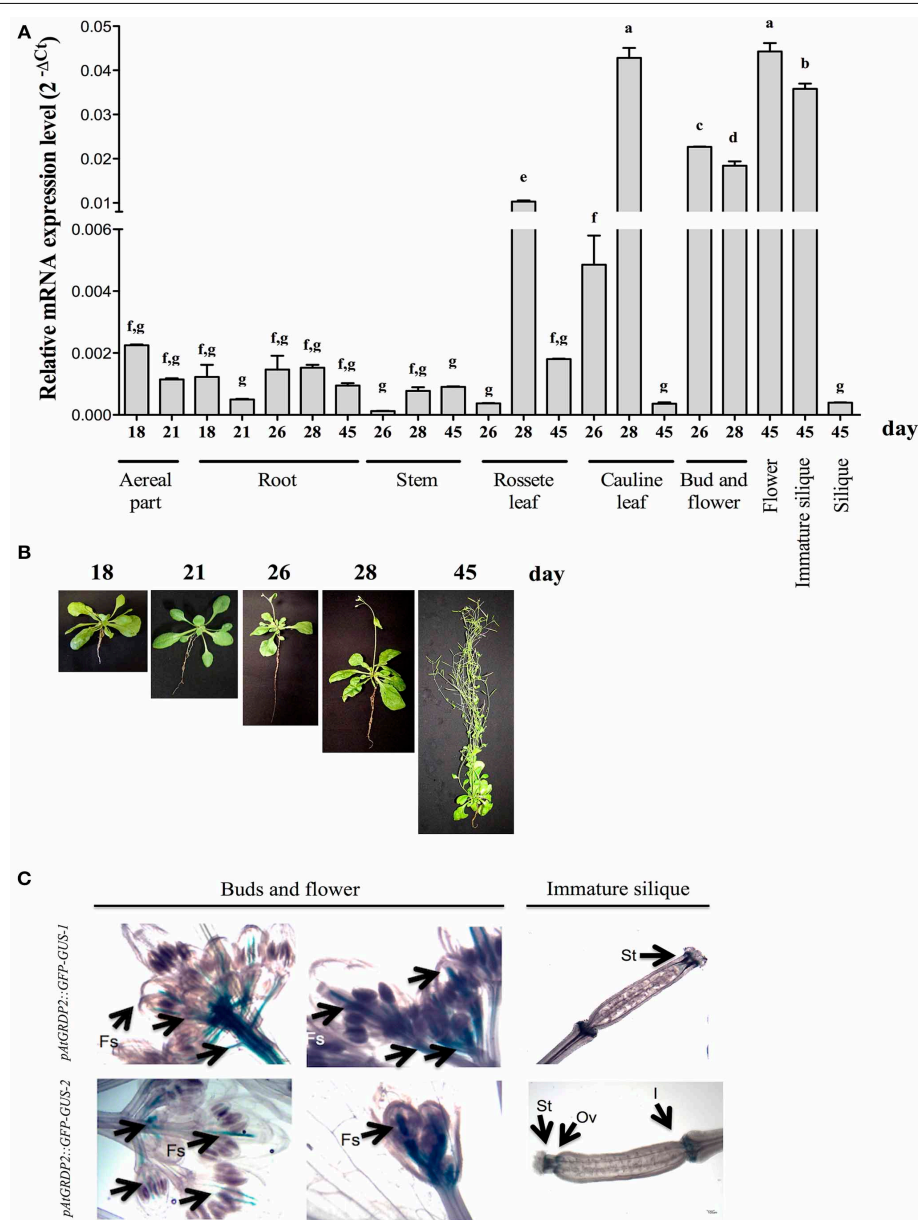 A
Relative mRNA expression level (2 -ΔCt)
0.05
0.04
0.03
0.02
0.01
0.006
0.004
0.002
0.000
f,g f,g f,g g f,g f,g f,g g f,g g g e f,g f a g c d a b g
18 21 18 21 26 28 45 26 28 45 26 28 45 26 28 45 26 28 45 45 45 day
Aereal part
Root
Stem
Rossete leaf
Cauline leaf
Bud and flower
Flower
Immature silique
Silique
B
18 21 26 28 45 day
C
Buds and flower Immature silique
pAtGRDP2::GFP-GUS-1
Fs
Fs
St
pAtGRDP2::GFP-GUS-2
Fs
Fs
St
Ov
I